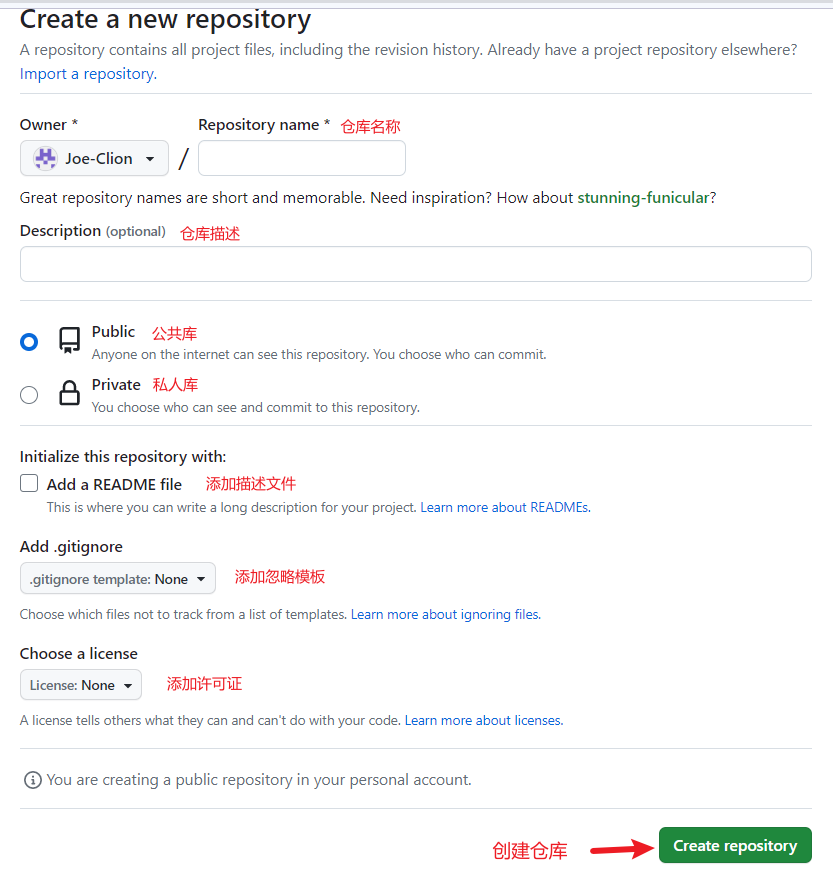 Create a new repository
A repository contains all project files, including the revision history. Already have a project repository elsewhere?
Import a repository.
Owner * Repository name * 仓库名称
Joe-Clion /
Great repository names are short and memorable. Need inspiration? How about stunning-funicular?
Description (optional) 仓库描述
Public 公共库
Anyone on the internet can see this repository. You choose who can commit.
Private 私人库
You choose who can see and commit to this repository.
Initialize this repository with:
Add a README file 添加描述文件
This is where you can write a long description for your project. Learn more about READMEs.
Add .gitignore
.gitignore template: None 添加忽略模板
Choose which files not to track from a list of templates. Learn more about ignoring files.
Choose a license
License: None 添加许可证
A license tells others what they can and can't do with your code. Learn more about licenses.
You are creating a public repository in your personal account.
创建仓库 Create repository